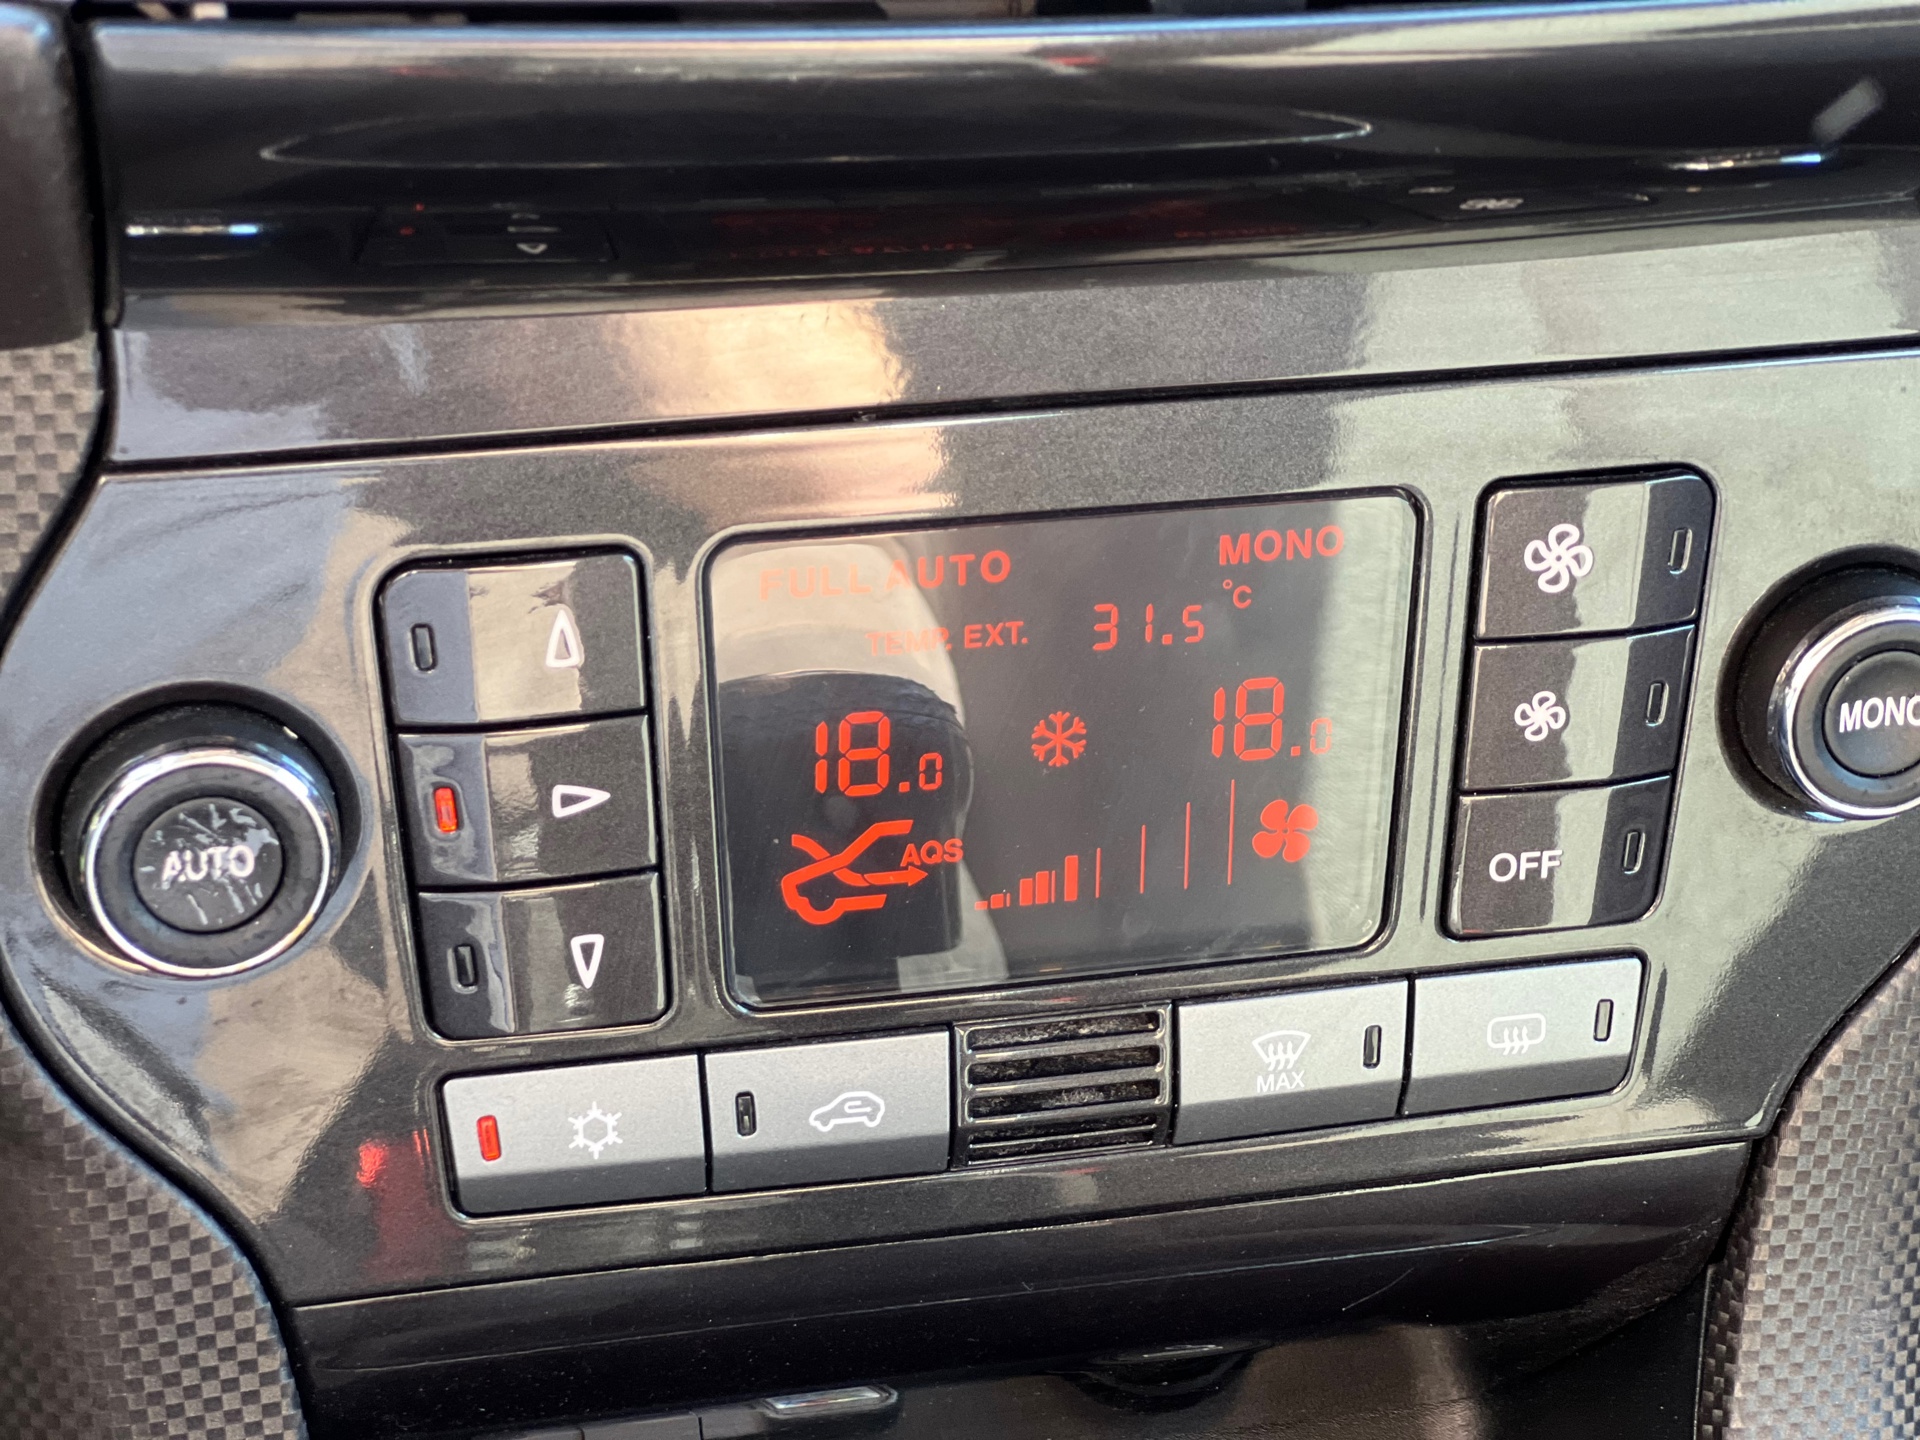 FULL AUTO MONO
TEMP. EXT. 31.5 °C
18.0 18.0
AQS
AUTO
MONO
OFF
MAX